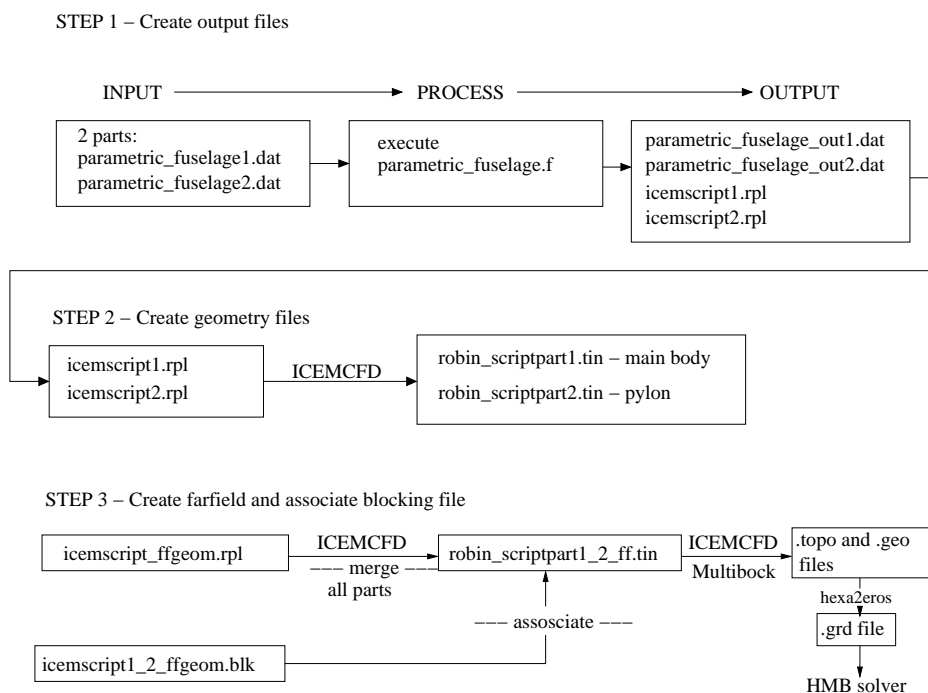 STEP 1 – Create output files
INPUT
PROCESS
OUTPUT
2 parts:
parametric_fuselage1.dat
parametric_fuselage2.dat
execute
parametric_fuselage.f
parametric_fuselage_out1.dat
parametric_fuselage_out2.dat
icemscript1.rpl
icemscript2.rpl
STEP 2 – Create geometry files
icemscript1.rpl
icemscript2.rpl
ICEMCFD
robin_scriptpart1.tin – main body
robin_scriptpart2.tin – pylon
STEP 3 – Create farfield and associate blocking file
icemscript_ffgeom.rpl
ICEMCFD
––– merge –––
all parts
robin_scriptpart1_2_ff.tin
ICEMCFD
Multibock
.topo and .geo
files
hexa2eros
.grd file
HMB solver
––– assosciate –––
icemscript1_2_ffgeom.blk